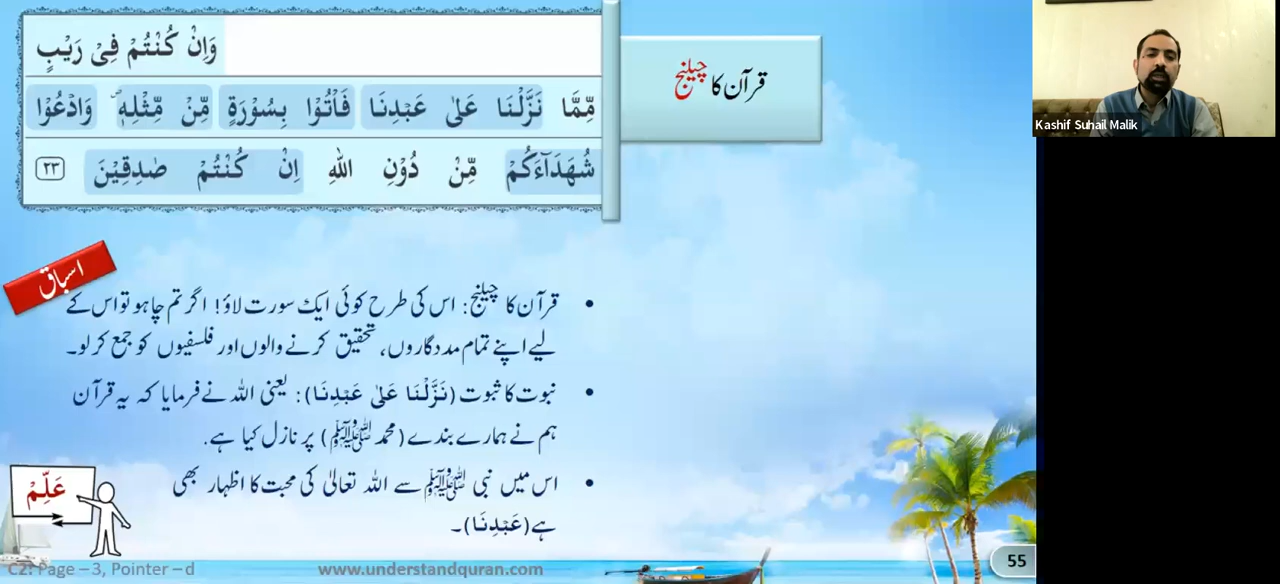 وَاِنْ كُنْتُمْ فِیْ رَیْبٍ
مِّمَّا نَزَّلْنَا عَلٰی عَبْدِنَا فَاْتُوْا بِسُوْرَةٍ مِّنْ مِّثْلِهٖ ۪ وَادْعُوْا
شُهَدَآءَكُمْ مِّنْ دُوْنِ اللّٰهِ اِنْ كُنْتُمْ صٰدِقِیْنَ ٢٣
قرآن کا چیلنج
Kashif Suhail Malik
اسباق
• قرآن کا چیلنج: اس کی طرح کوئی ایک سورت لاؤ! اگر تم چاہو تو اس کے
لیے اپنے تمام مددگاروں، تحقیق کرنے والوں اور فلسفیوں کو جمع کر لو۔
• نبوت کا ثبوت (نَزَّلْنَا عَلٰی عَبْدِنَا): یعنی اللہ نے فرمایا کہ یہ قرآن
ہم نے ہمارے بندے (محمد ﷺ) پر نازل کیا ہے.
• اس میں نبی ﷺ سے اللہ تعالیٰ کی محبت کا اظہار بھی
ہے (عَبْدِنَا)۔
عَلِّمْ
C2: Page – 3, Pointer – d
www.understandquran.com
55